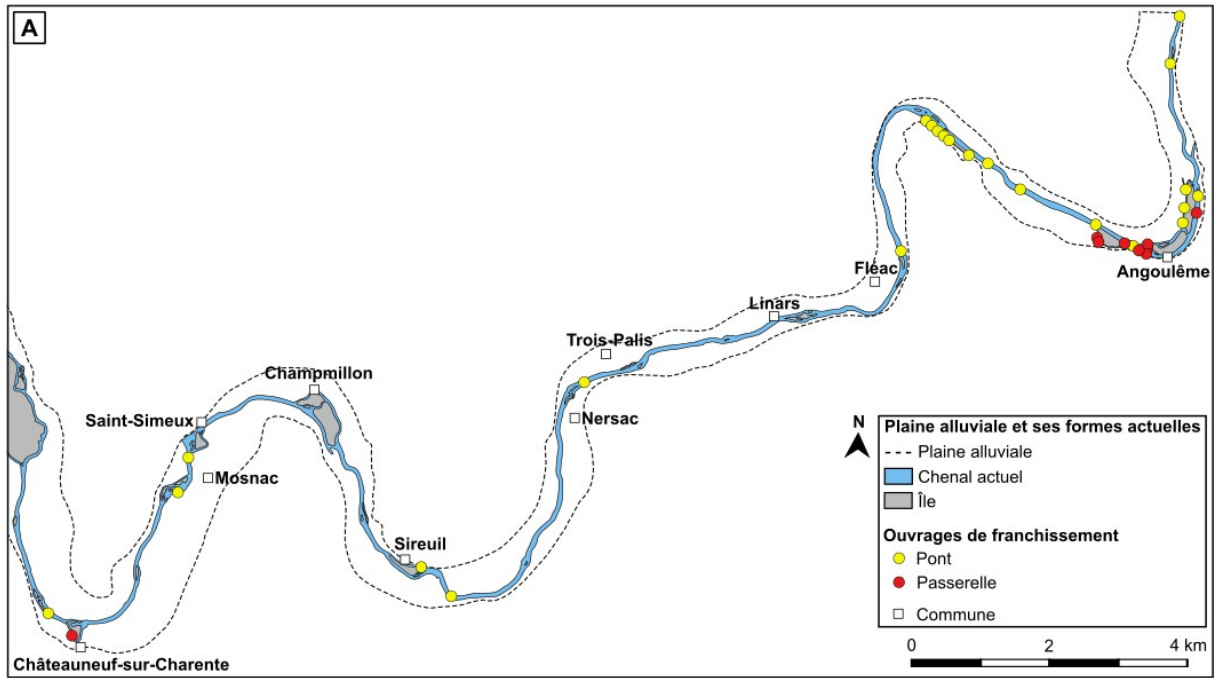 A
Angoulême
Fléac
Linars
Trois-Palis
Champmillon
Saint-Simeux
Nersac
Mosnac
Sireuil
Châteauneuf-sur-Charente
N
Plaine alluviale et ses formes actuelles
Plaine alluviale
Chenal actuel
Île
Ouvrages de franchissement
Pont
Passerelle
Commune
0 2 4 km